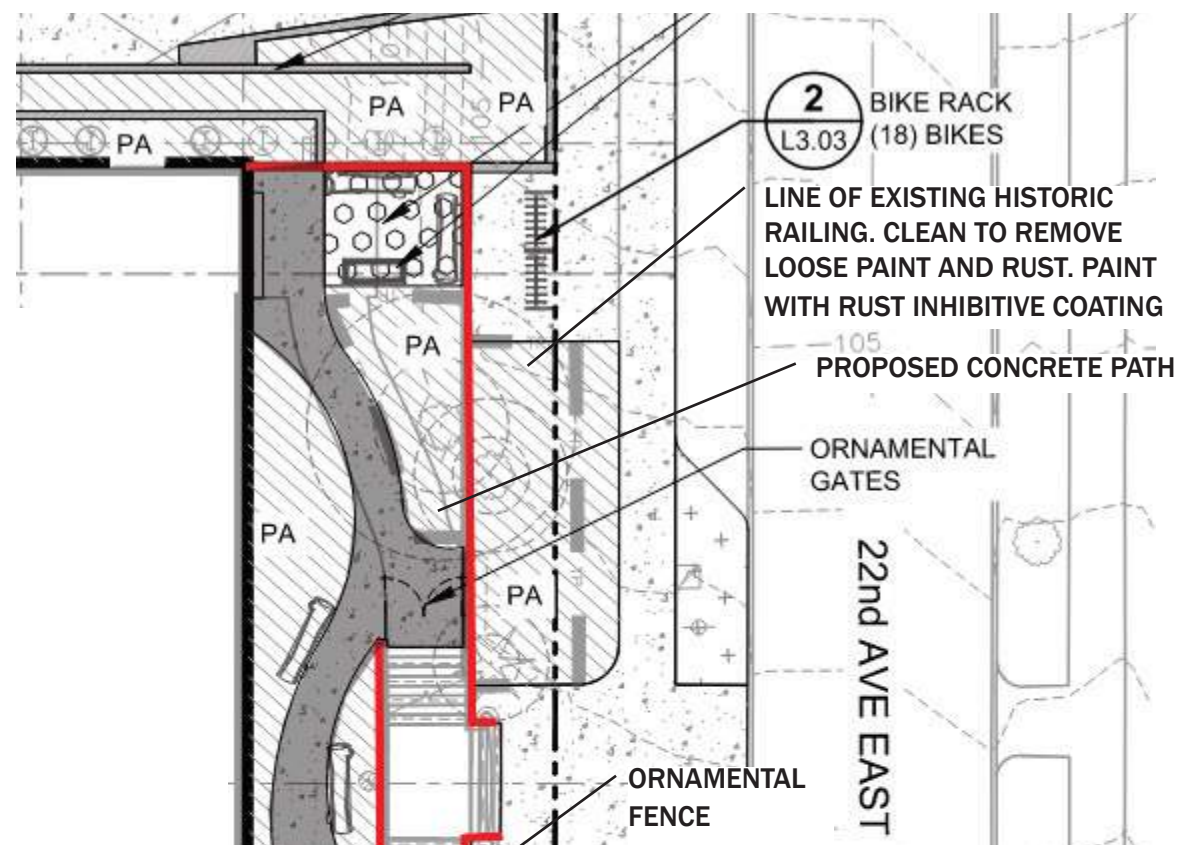 PA
PA
PA
2
L3.03
BIKE RACK
(18) BIKES
LINE OF EXISTING HISTORIC
RAILING. CLEAN TO REMOVE
LOOSE PAINT AND RUST. PAINT
WITH RUST INHIBITIVE COATING
105
105
PROPOSED CONCRETE PATH
PA
ORNAMENTAL
GATES
PA
PA
22nd AVE EAST
ORNAMENTAL
FENCE